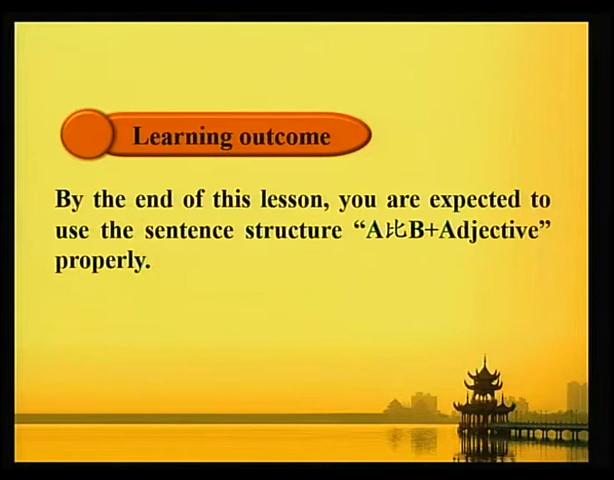 Learning outcome
By the end of this lesson, you are expected to
use the sentence structure “A比B+Adjective”
properly.